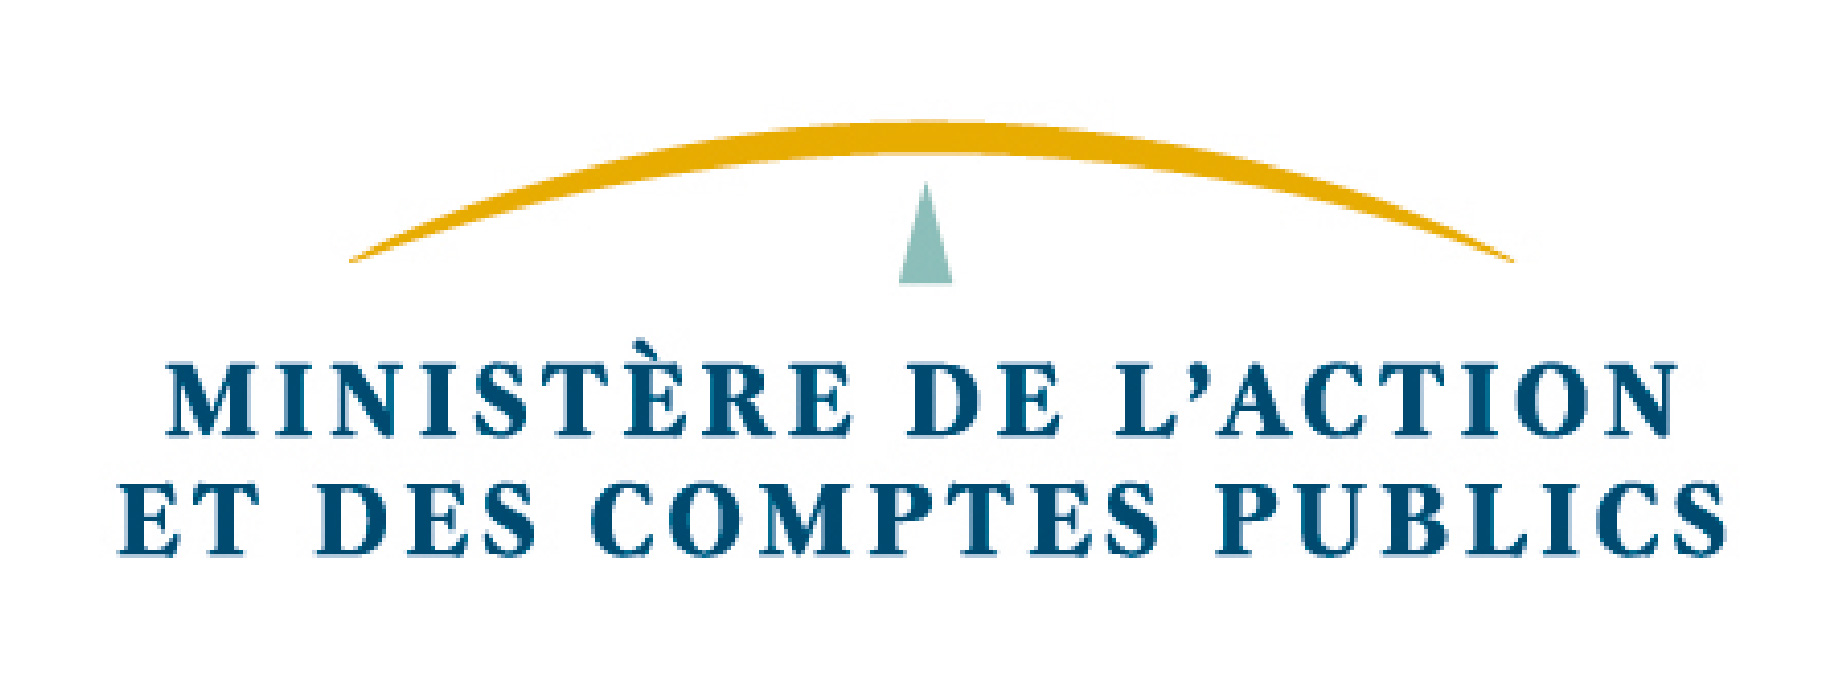 MINISTÈRE DE L’ACTION
ET DES COMPTES PUBLICS